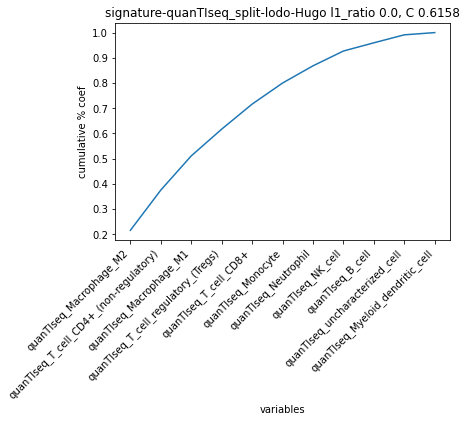 signature-quanTIseq_split-lodo-Hugo l1_ratio 0.0, C 0.6158
cumulative % coef
1.0
0.9
0.8
0.7
0.6
0.5
0.4
0.3
0.2
quanTIseq_Macrophage_M2
quanTIseq_T_cell_CD4+_(non-regulatory)
quanTIseq_Macrophage_M1
quanTIseq_T_cell_regulatory_(Tregs)
quanTIseq_T_cell_CD8+
quanTIseq_Monocyte
quanTIseq_Neutrophil
quanTIseq_NK_cell
quanTIseq_B_cell
quanTIseq_uncharacterized_cell
quanTIseq_Myeloid_dendritic_cell
variables